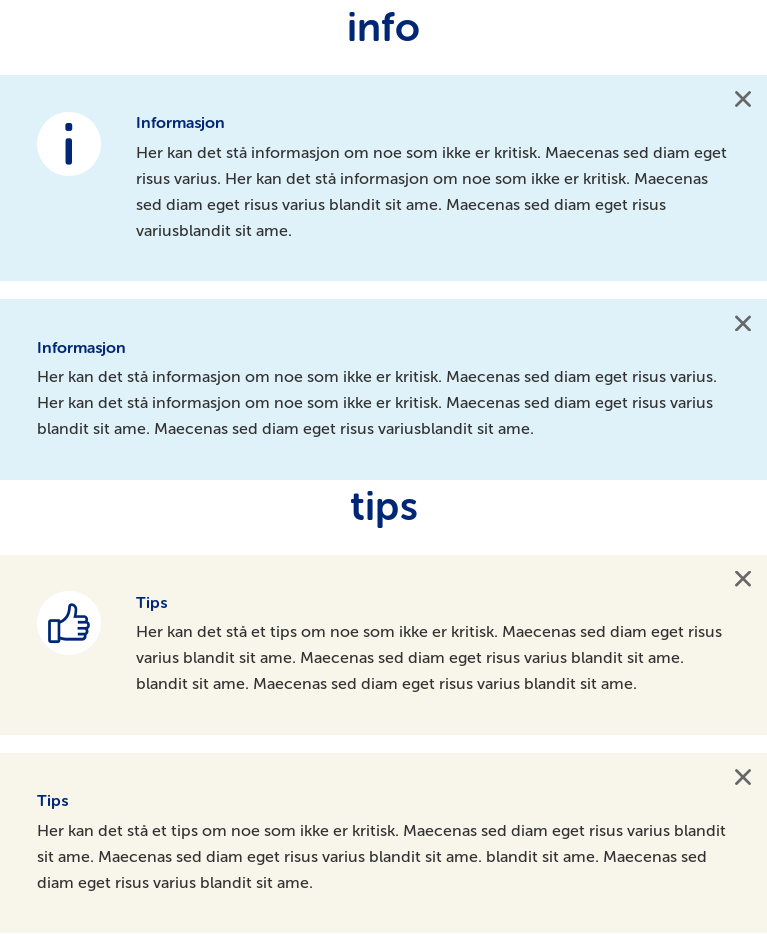 info
Informasjon
Her kan det stå informasjon om noe som ikke er kritisk. Maecenas sed diam eget
risus varius. Her kan det stå informasjon om noe som ikke er kritisk. Maecenas
sed diam eget risus varius blandit sit ame. Maecenas sed diam eget risus
variusblandit sit ame.
Informasjon
Her kan det stå informasjon om noe som ikke er kritisk. Maecenas sed diam eget risus varius.
Her kan det stå informasjon om noe som ikke er kritisk. Maecenas sed diam eget risus varius
blandit sit ame. Maecenas sed diam eget risus variusblandit sit ame.
tips
Tips
Her kan det stå et tips om noe som ikke er kritisk. Maecenas sed diam eget risus
varius blandit sit ame. Maecenas sed diam eget risus varius blandit sit ame.
blandit sit ame. Maecenas sed diam eget risus varius blandit sit ame.
Tips
Her kan det stå et tips om noe som ikke er kritisk. Maecenas sed diam eget risus varius blandit
sit ame. Maecenas sed diam eget risus varius blandit sit ame. blandit sit ame. Maecenas sed
diam eget risus varius blandit sit ame.